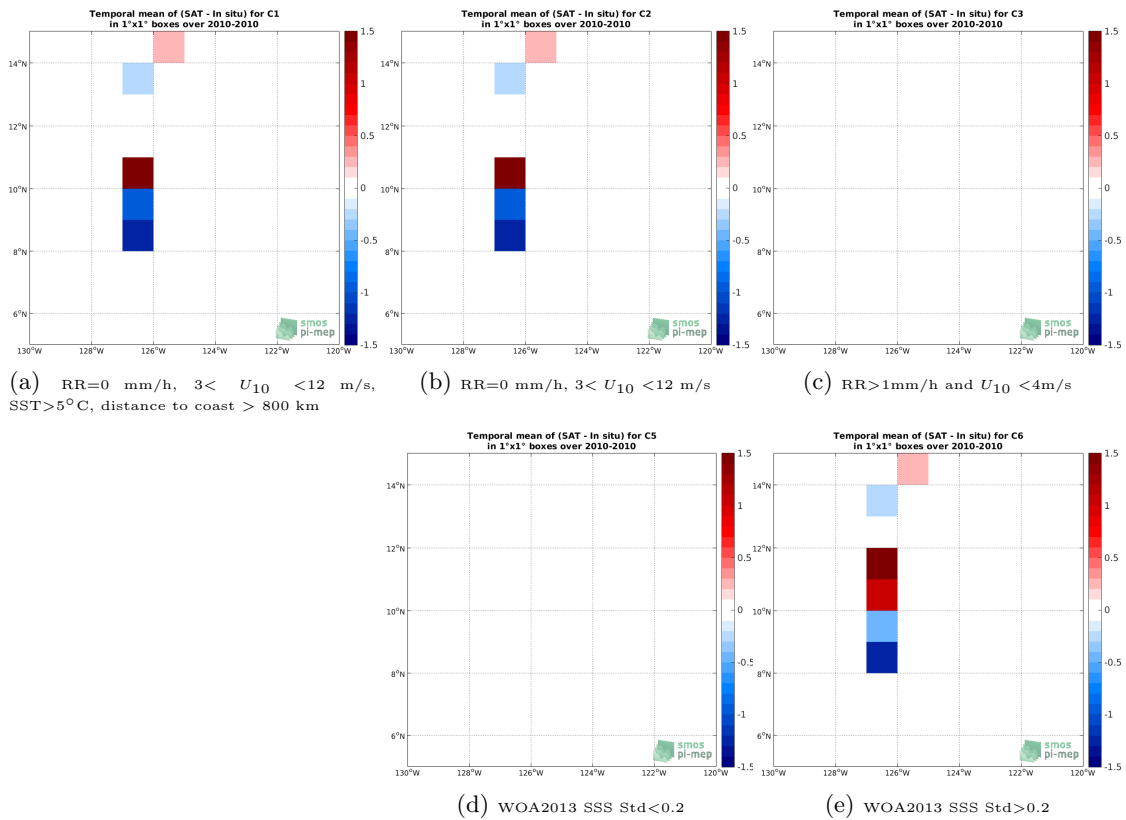 Temporal mean of (SAT - In situ) for C1
in 1°x1° boxes over 2010-2010
14°N
12°N
10°N
8°N
6°N
130°W 128°W 126°W 124°W 122°W 120°W
1.5
1
0.5
0
-0.5
-1
-1.5
smos
pi-mep
(a) RR=0 mm/h, 3< U10 <12 m/s,
SST>5°C, distance to coast > 800 km
Temporal mean of (SAT - In situ) for C2
in 1°x1° boxes over 2010-2010
14°N
12°N
10°N
8°N
6°N
130°W 128°W 126°W 124°W 122°W 120°W
1.5
1
0.5
0
-0.5
-1
-1.5
smos
pi-mep
(b) RR=0 mm/h, 3< U10 <12 m/s
Temporal mean of (SAT - In situ) for C3
in 1°x1° boxes over 2010-2010
14°N
12°N
10°N
8°N
6°N
130°W 128°W 126°W 124°W 122°W 120°W
1.5
1
0.5
0
-0.5
-1
-1.5
smos
pi-mep
(c) RR>1mm/h and U10 <4m/s
Temporal mean of (SAT - In situ) for C5
in 1°x1° boxes over 2010-2010
14°N
12°N
10°N
8°N
6°N
130°W 128°W 126°W 124°W 122°W 120°W
1.5
1
0.5
0
-0.5
-1
-1.5
smos
pi-mep
(d) WOA2013 SSS Std<0.2
Temporal mean of (SAT - In situ) for C6
in 1°x1° boxes over 2010-2010
14°N
12°N
10°N
8°N
6°N
130°W 128°W 126°W 124°W 122°W 120°W
1.5
1
0.5
0
-0.5
-1
-1.5
smos
pi-mep
(e) WOA2013 SSS Std>0.2